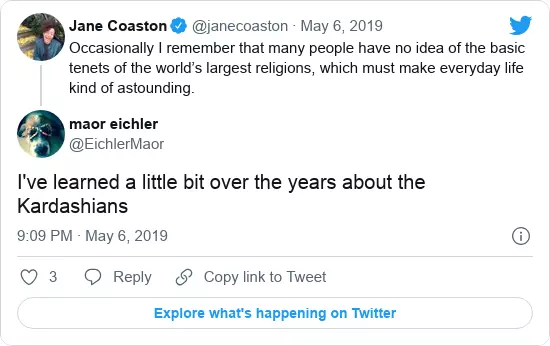 Jane Coaston @janecoaston · May 6, 2019
Occasionally I remember that many people have no idea of the basic
tenets of the world’s largest religions, which must make everyday life
kind of astounding.
maor eichler
@EichlerMaor
I've learned a little bit over the years about the
Kardashians
9:09 PM · May 6, 2019
3 Reply Copy link to Tweet
Explore what's happening on Twitter